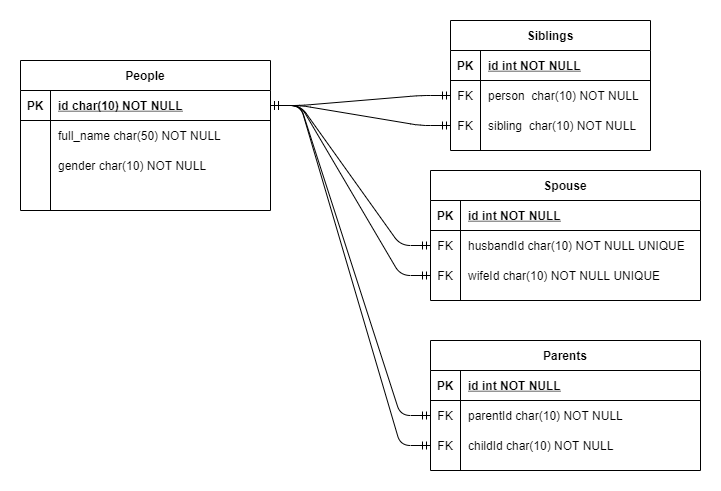 People
PK id char(10) NOT NULL
full_name char(50) NOT NULL
gender char(10) NOT NULL
Siblings
PK id int NOT NULL
FK person char(10) NOT NULL
FK sibling char(10) NOT NULL
Spouse
PK id int NOT NULL
FK husbandId char(10) NOT NULL UNIQUE
FK wifeId char(10) NOT NULL UNIQUE
Parents
PK id int NOT NULL
FK parentId char(10) NOT NULL
FK childId char(10) NOT NULL